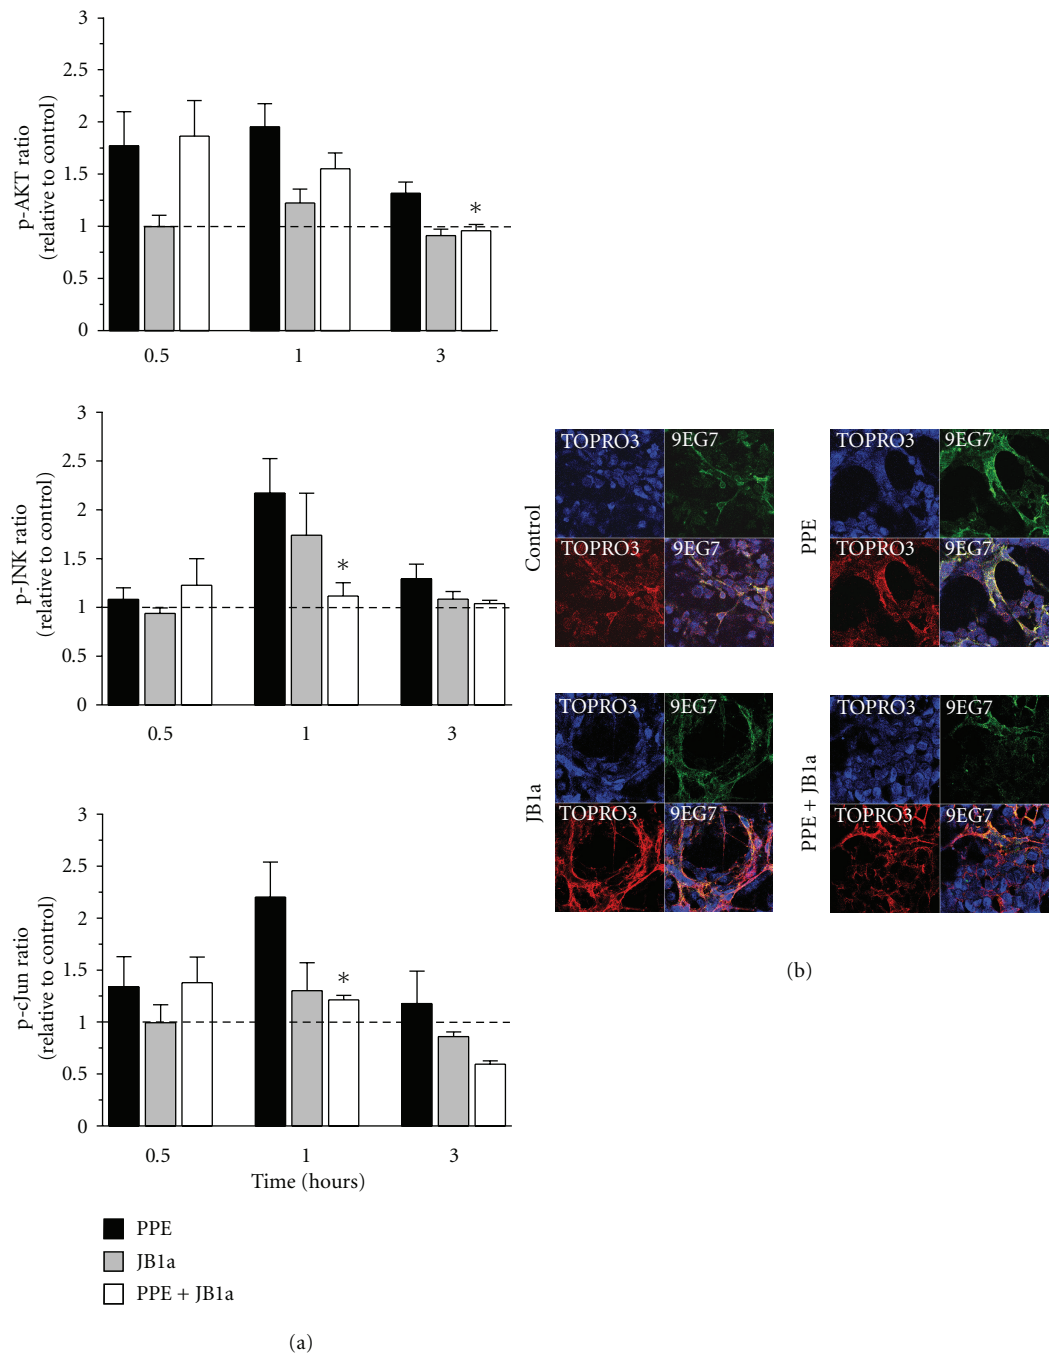 3
2.5
2
1.5
1
0.5
0
p-AKT ratio
(relative to control)
*
0.5 1 3
3
2.5
2
1.5
1
0.5
0
p-JNK ratio
(relative to control)
*
0.5 1 3
3
2.5
2
1.5
1
0.5
0
p-cJun ratio
(relative to control)
*
0.5 1 3
Time (hours)
PPE
JB1a
PPE + JB1a
(a)
Control
TOPRO3 9EG7
TOPRO3 9EG7
PPE
TOPRO3 9EG7
TOPRO3 9EG7
JB1a
TOPRO3 9EG7
TOPRO3 9EG7
PPE + JB1a
TOPRO3 9EG7
TOPRO3 9EG7
(b)